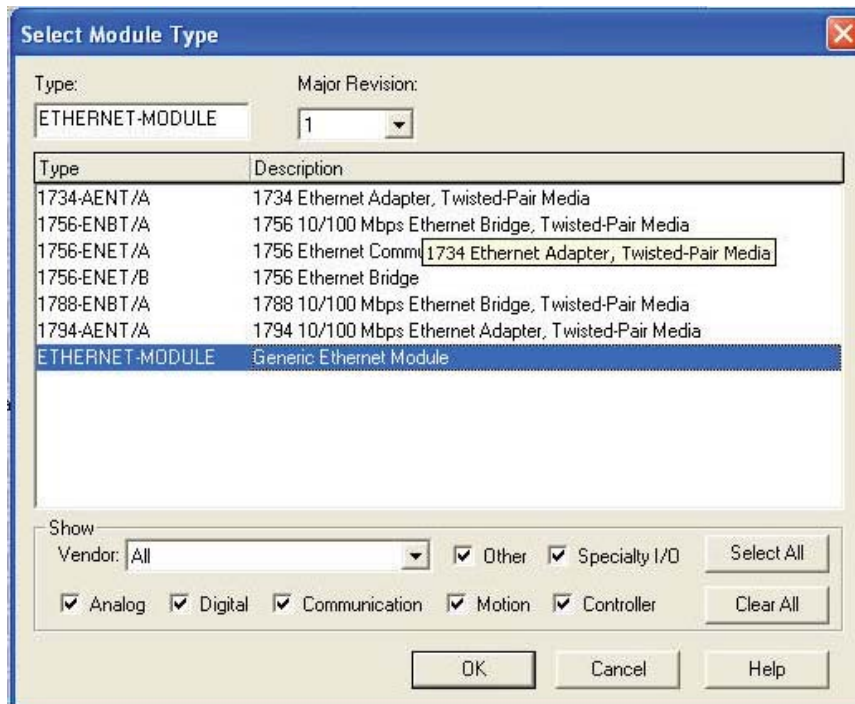 Select Module Type
Type: Major Revision:
ETHERNET-MODULE 1
Type Description
1734-AENT/A 1734 Ethernet Adapter, Twisted-Pair Media
1756-ENBT/A 1756 10/100 Mbps Ethernet Bridge, Twisted-Pair Media
1756-ENET/A 1756 Ethernet Commu
1734 Ethernet Adapter, Twisted-Pair Media
1756-ENET/B 1756 Ethernet Bridge
1788-ENBT/A 1788 10/100 Mbps Ethernet Bridge, Twisted-Pair Media
1794-AENT/A 1794 10/100 Mbps Ethernet Adapter, Twisted-Pair Media
ETHERNET-MODULE Generic Ethernet Module
Show
Vendor: All Other Specialty I/O Select All
Analog Digital Communication Motion Controller Clear All
OK Cancel Help